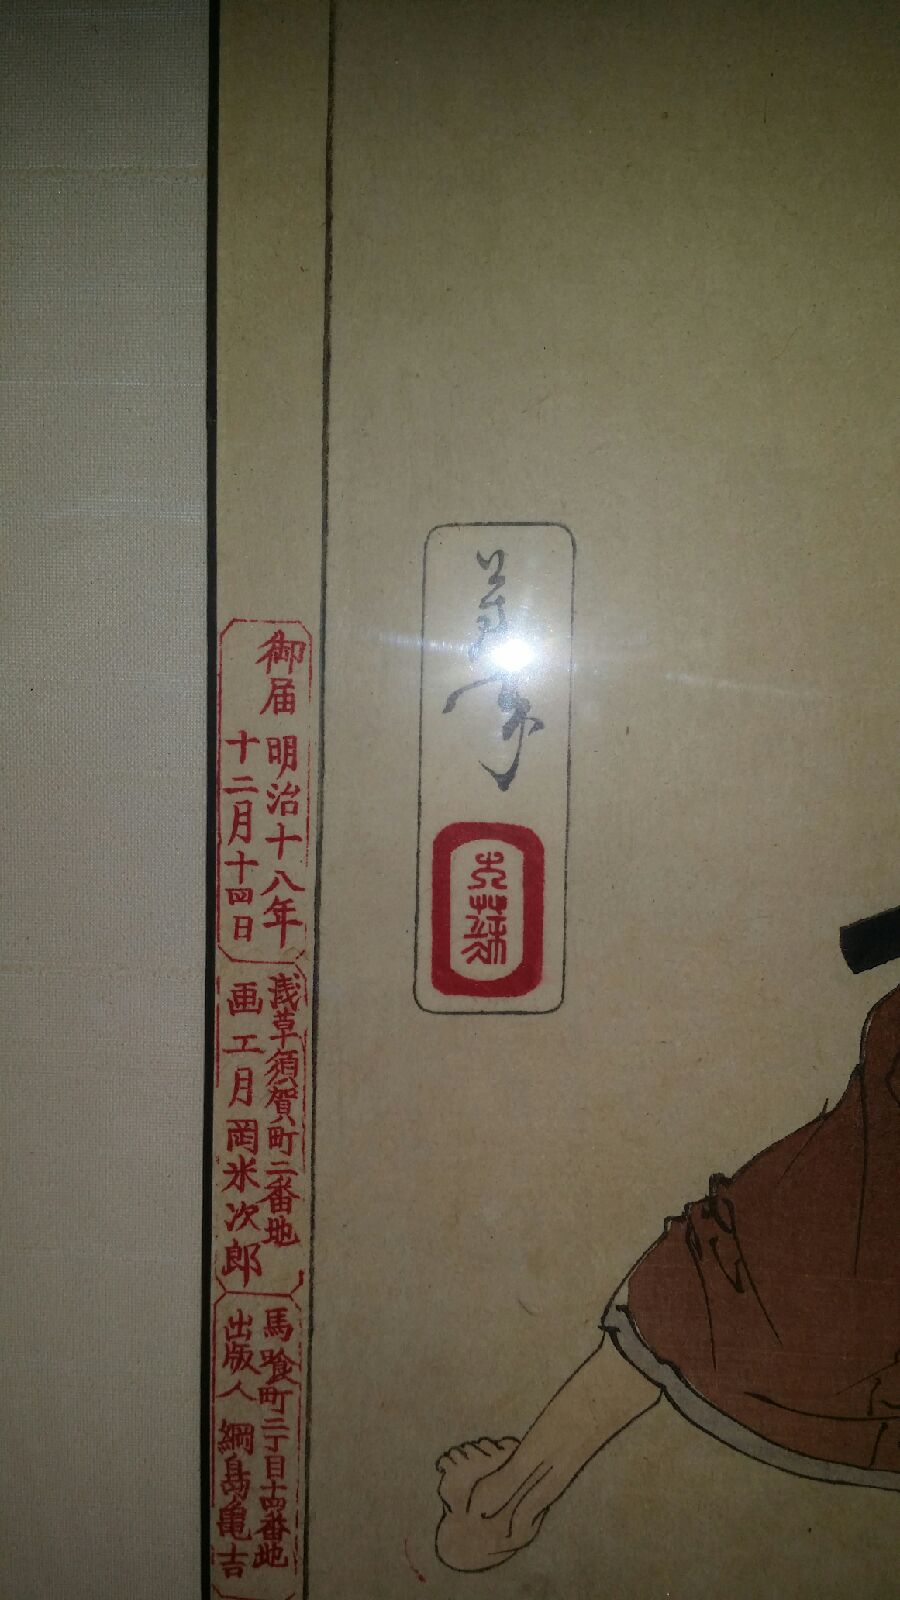 御届 明治十八年
十二月十四日
浅草須賀町二番地
画工月岡米次郎
馬喰町二丁目十四番地
出版人 綱島亀吉
芳年
大蘇